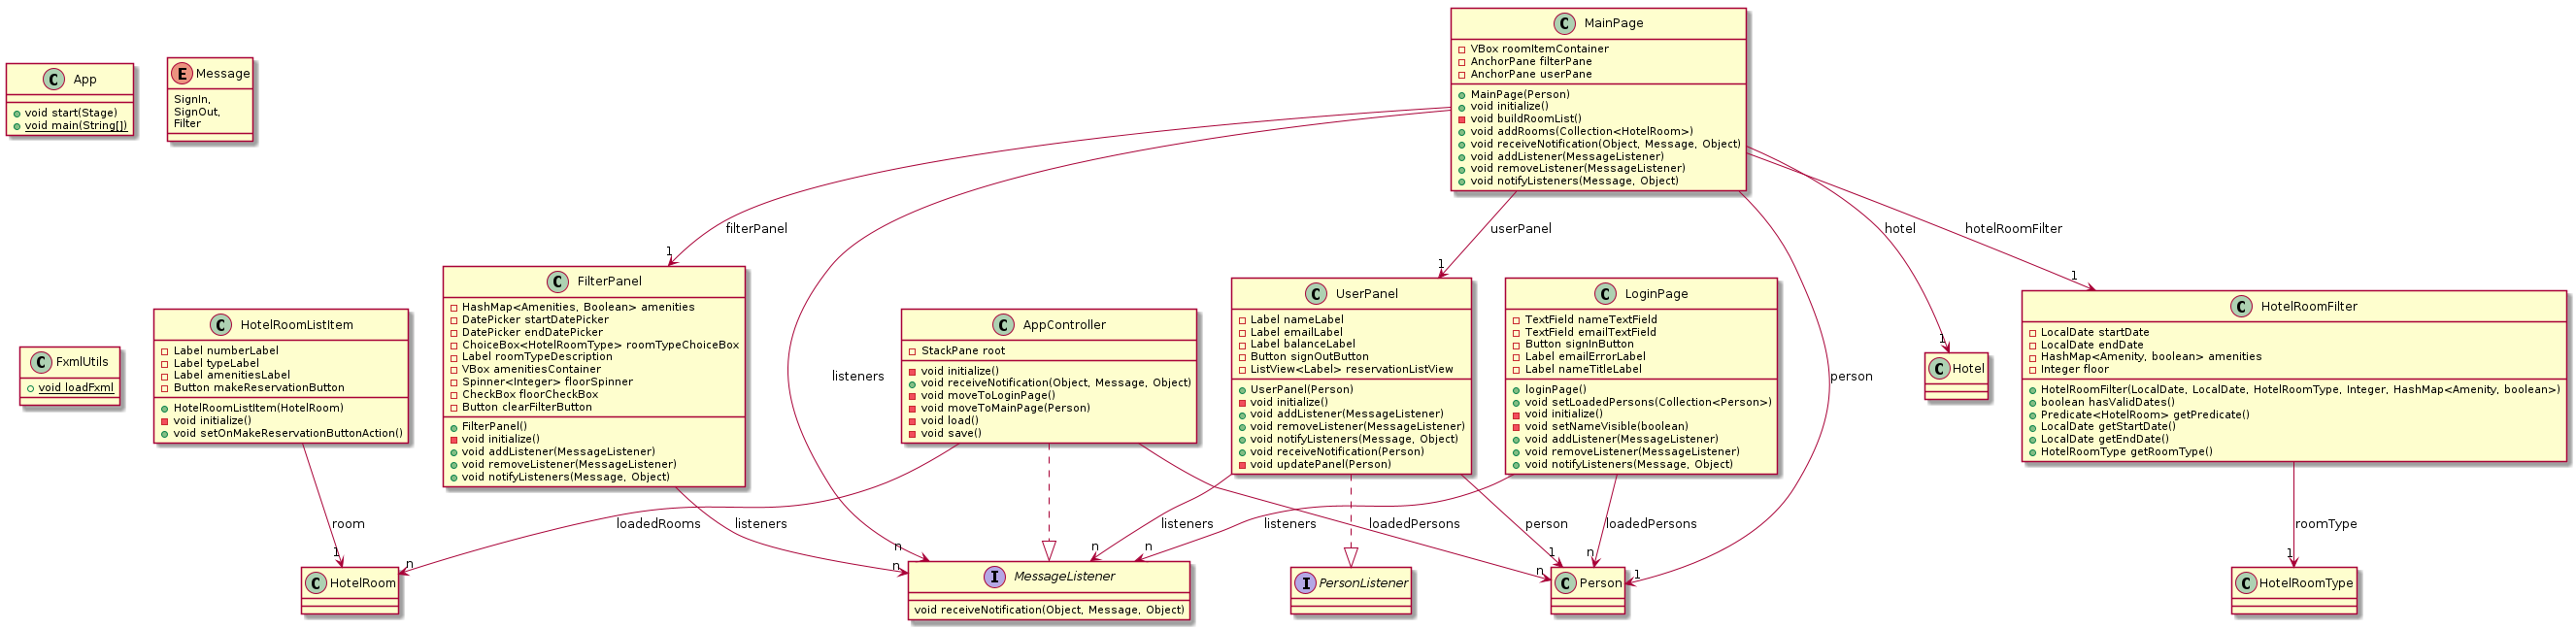 C MainPage
VBox roomItemContainer
AnchorPane filterPane
AnchorPane userPane
MainPage(Person)
void initialize()
void buildRoomList()
void addRooms(Collection<HotelRoom>)
void receiveNotification(Object, Message, Object)
void addListener(MessageListener)
void removeListener(MessageListener)
void notifyListeners(Message, Object)
C App
void start(Stage)
void main(String[])
E Message
SignIn,
SignOut,
Filter
filterPanel
1
listeners
n
userPanel
1
person
1
hotel
1
hotelRoomFilter
1
C FxmlUtils
void loadFxml
C HotelRoomListItem
Label numberLabel
Label typeLabel
Label amenitiesLabel
Button makeReservationButton
HotelRoomListItem(HotelRoom)
void initialize()
void setOnMakeReservationButtonAction()
C FilterPanel
HashMap<Amenities, Boolean> amenities
DatePicker startDatePicker
DatePicker endDatePicker
ChoiceBox<HotelRoomType> roomTypeChoiceBox
Label roomTypeDescription
VBox amenitiesContainer
Spinner<Integer> floorSpinner
CheckBox floorCheckBox
Button clearFilterButton
FilterPanel()
void initialize()
void addListener(MessageListener)
void removeListener(MessageListener)
void notifyListeners(Message, Object)
C AppController
StackPane root
void initialize()
void receiveNotification(Object, Message, Object)
void moveToLoginPage()
void moveToMainPage(Person)
void load()
void save()
C UserPanel
Label nameLabel
Label emailLabel
Label balanceLabel
Button signOutButton
ListView<Label> reservationListView
UserPanel(Person)
void initialize()
void addListener(MessageListener)
void removeListener(MessageListener)
void notifyListeners(Message, Object)
void receiveNotification(Person)
void updatePanel(Person)
C LoginPage
TextField nameTextField
TextField emailTextField
Button signInButton
Label emailErrorLabel
Label nameTitleLabel
loginPage()
void setLoadedPersons(Collection<Person>)
void initialize()
void setNameVisible(boolean)
void addListener(MessageListener)
void removeListener(MessageListener)
void notifyListeners(Message, Object)
C Hotel
C HotelRoomFilter
LocalDate startDate
LocalDate endDate
HashMap<Amenity, boolean> amenities
Integer floor
HotelRoomFilter(LocalDate, LocalDate, HotelRoomType, Integer, HashMap<Amenity, boolean>)
boolean hasValidDates()
Predicate<HotelRoom> getPredicate()
LocalDate getStartDate()
LocalDate getEndDate()
HotelRoomType getRoomType()
room
1
loadedRooms
n
listeners
n
listeners
n
listeners
n
loadedPersons
n
person
1
loadedPersons
n
roomType
1
C HotelRoom
I MessageListener
void receiveNotification(Object, Message, Object)
I PersonListener
C Person
C HotelRoomType